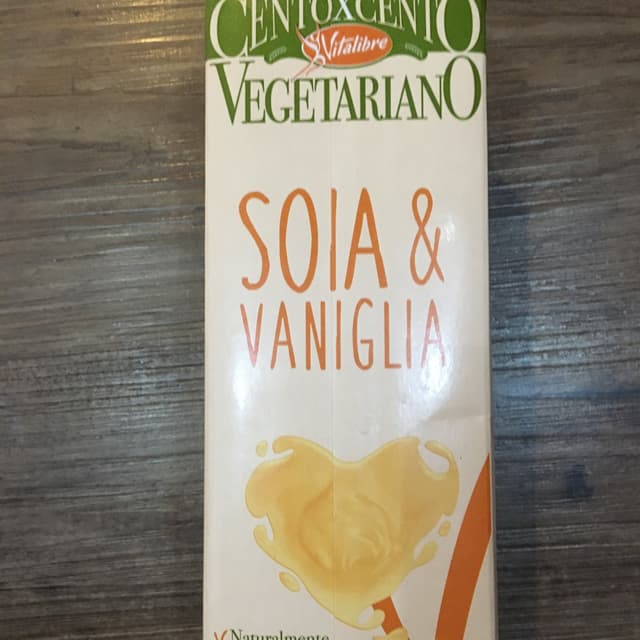 CENTOXCENTO
Vitalibre
VEGETARIANO
SOIA &
VANIGLIA
Naturalmente